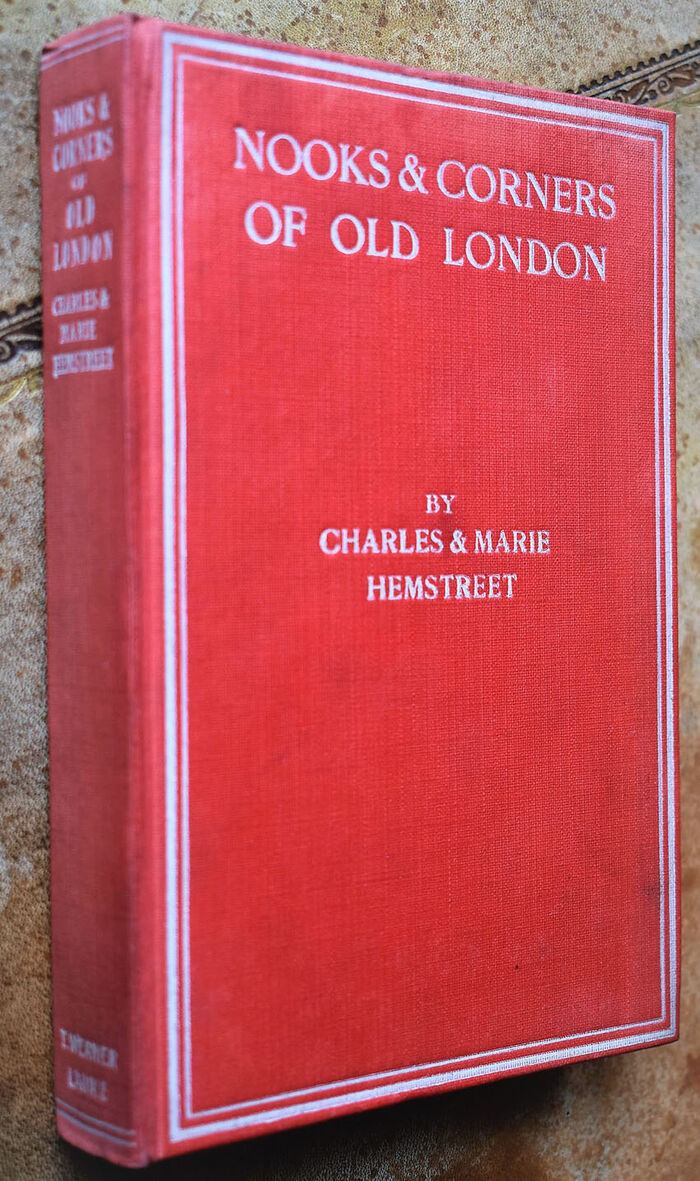 NOOKS &
CORNERS
OF
OLD
LONDON
CHARLES &
MARIE
HEMSTREET
T. WERNER
LAURIE
NOOKS & CORNERS
OF OLD LONDON
BY
CHARLES & MARIE
HEMSTREET